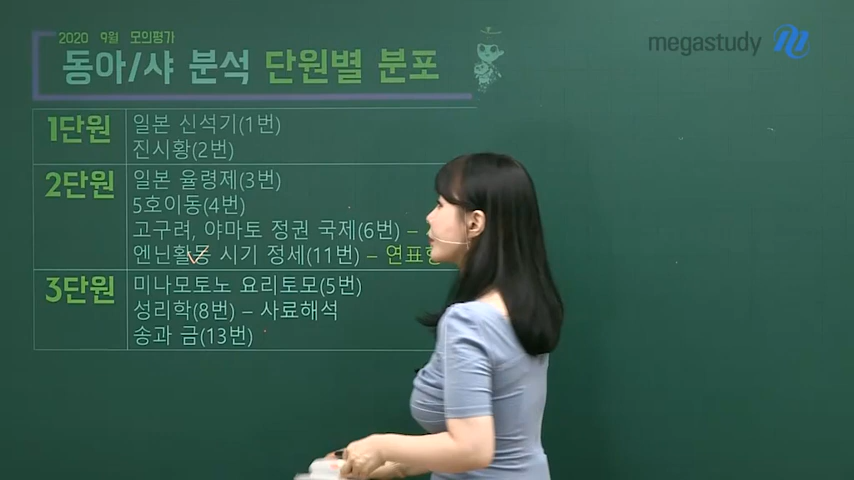 2020 9월 모의평가
동아/샤 분석 단원별 분포
megastudy
1단원
일본 신석기(1번)
진시황(2번)
2단원
일본 율령제(3번)
5호이동(4번)
고구려, 야마토 정권 국제(6번) –
엔닌활동 시기 정세(11번) – 연표형
3단원
미나모토노 요리토모(5번)
성리학(8번) – 사료해석
송과 금(13번)